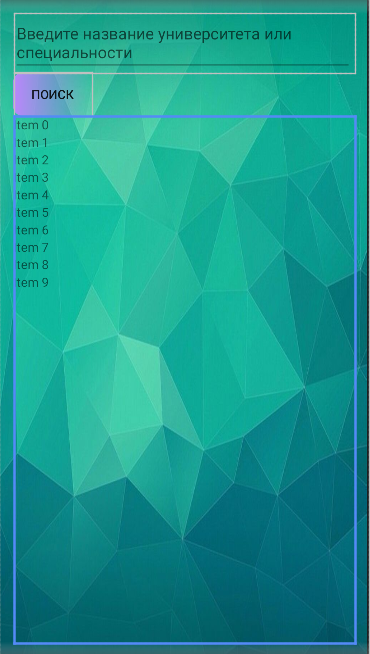 Введите название университета или
специальности
поиск
tem 0
tem 1
tem 2
tem 3
tem 4
tem 5
tem 6
tem 7
tem 8
tem 9